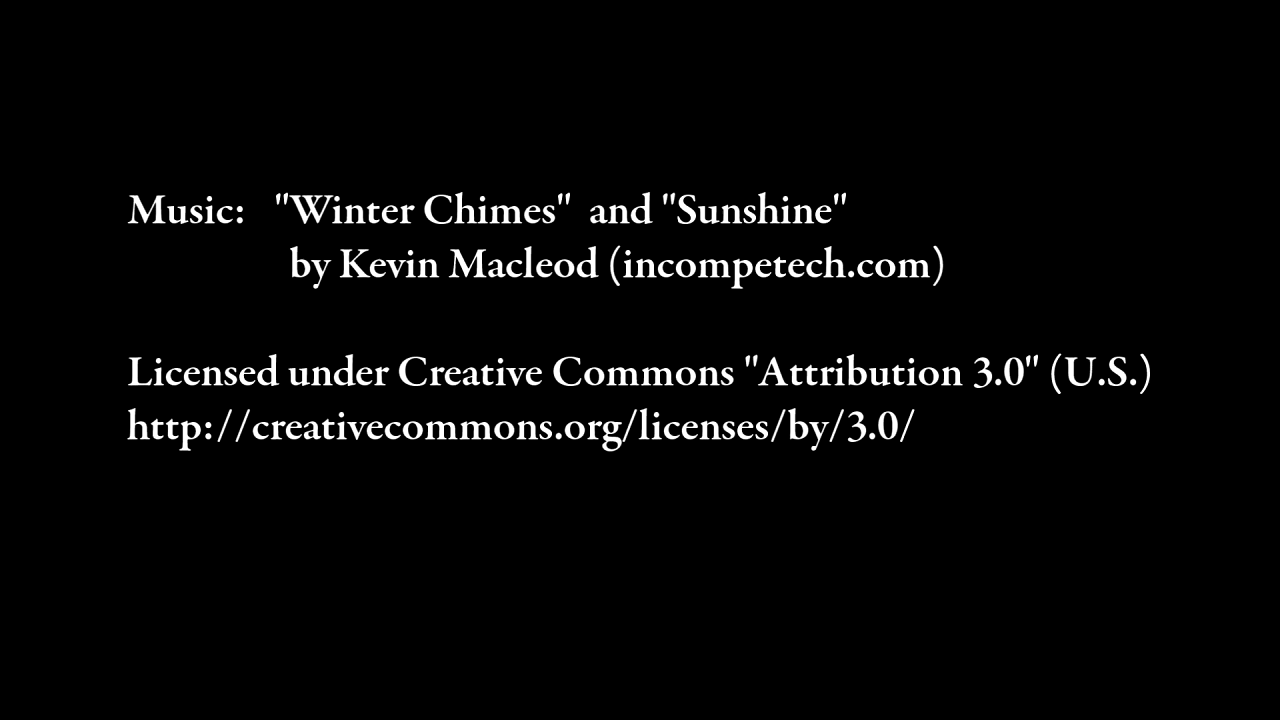 Music: "Winter Chimes" and "Sunshine"
by Kevin Macleod (incompetech.com)
Licensed under Creative Commons "Attribution 3.0" (U.S.)
http://creativecommons.org/licenses/by/3.0/